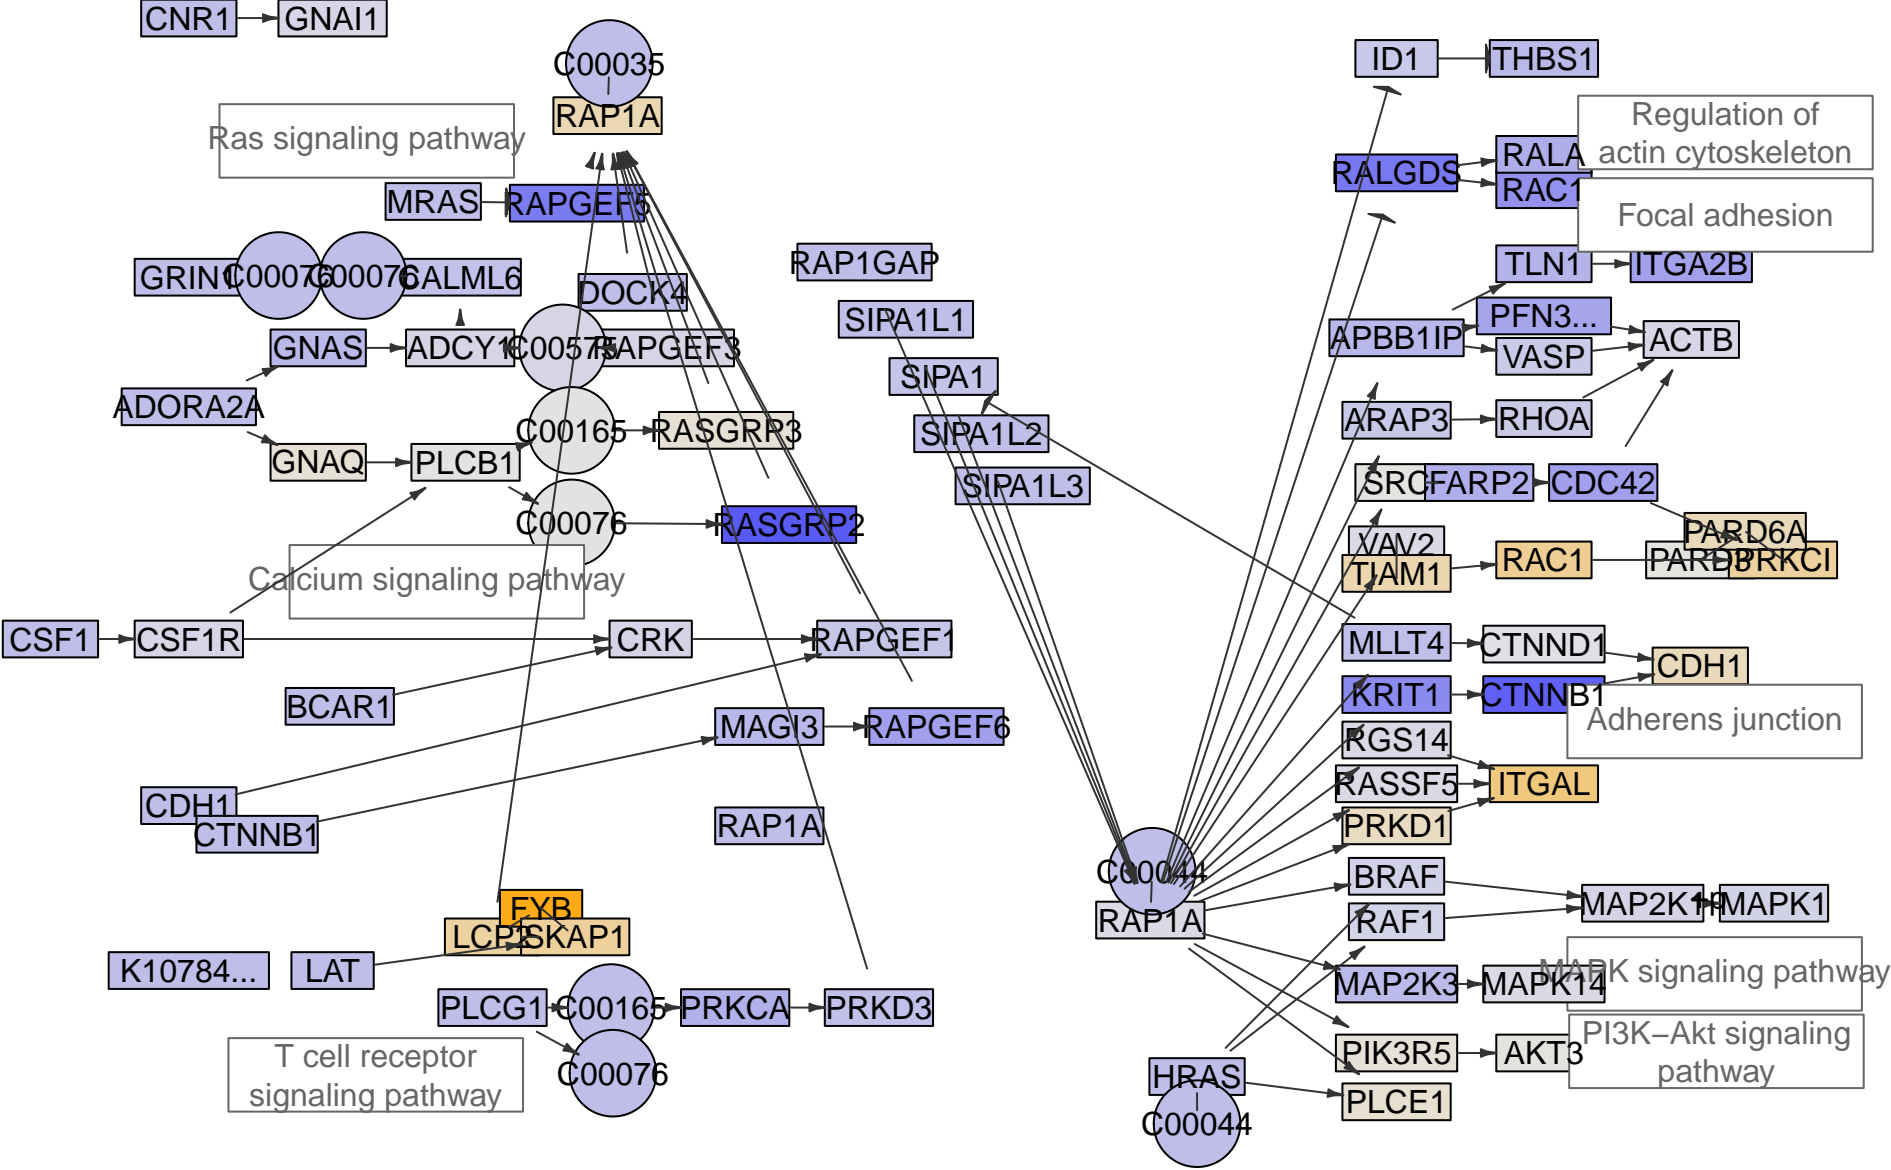 CNR1
GNAI1
C00035
RAP1A
Ras signaling pathway
MRAS
RAPGEF5
GRIN1
C00076
C00076
CALML6
DOCK4
GNAS
ADCY1
C00575
RAPGEF3
ADORA2A
GNAQ
PLCB1
C00165
RASGRP3
C00076
RASGRP2
Calcium signaling pathway
CSF1
CSF1R
CRK
RAPGEF1
BCAR1
MAGI3
RAPGEF6
CDH1
CTNNB1
RAP1A
FYB
LCP2
SKAP1
K10784...
LAT
PLCG1
C00165
PRKCA
PRKD3
C00076
T cell receptor
signaling pathway
RAP1GAP
SIPA1L1
SIPA1
SIPA1L2
SIPA1L3
C00044
RAP1A
HRAS
C00044
ID1
THBS1
Regulation of
actin cytoskeleton
RALGDS
RALA
RAC1
Focal adhesion
TLN1
ITGA2B
APBB1IP
PFN3...
VASP
ACTB
ARAP3
RHOA
SRC
FARP2
CDC42
VAV2
TIAM1
RAC1
PARD6A
PARD3
PRKCI
MLLT4
CTNND1
CDH1
KRIT1
CTNNB1
Adherens junction
RGS14
RASSF5
ITGAL
PRKD1
BRAF
RAF1
MAP2K1
+p
MAPK1
MAP2K3
MAPK14
MAPK signaling pathway
PIK3R5
AKT3
PI3K−Akt signaling
pathway
PLCE1